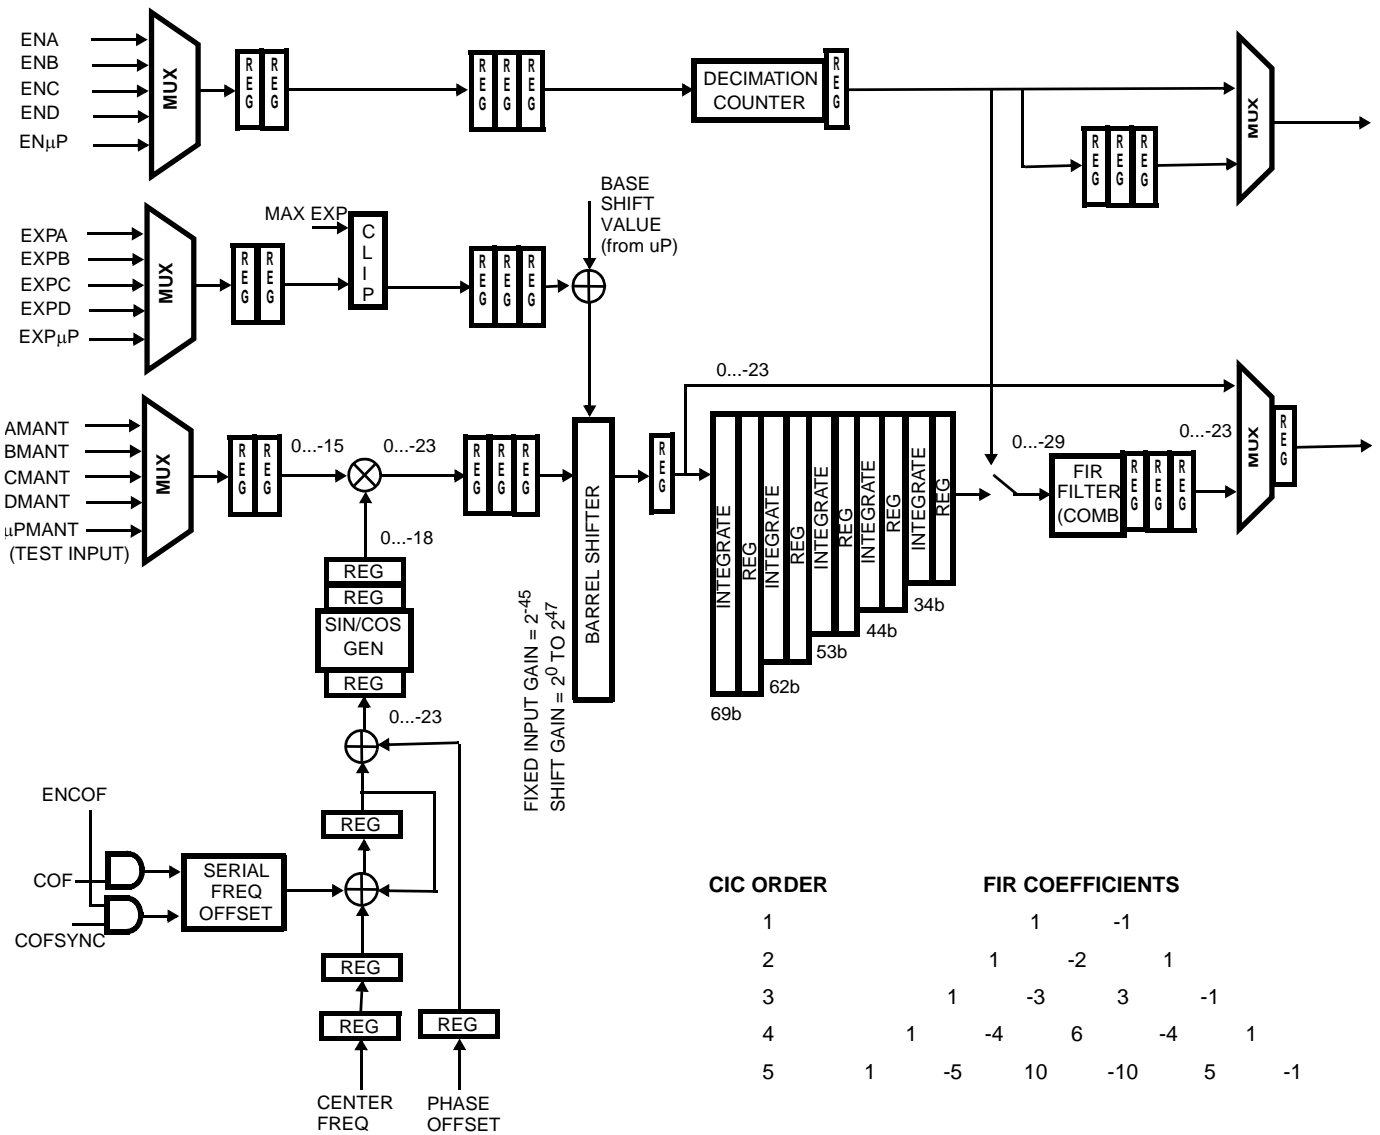 ENA
ENB
ENC
END
ENμP
MUX
REG
REG
REG
REG
REG
DECIMATION
COUNTER
REG
REG
REG
REG
MUX
EXPA
EXPB
EXPC
EXPD
EXPμP
MUX
REG
REG
MAX EXP
CLIP
REG
REG
REG
BASE
SHIFT
VALUE
(from uP)
AMANT
BMANT
CMANT
DMANT
μPMANT
(TEST INPUT)
MUX
REG
REG
0...-15
0...-23
REG
REG
REG
BARREL SHIFTER
REG
0...-23
INTEGRATE
REG
INTEGRATE
REG
INTEGRATE
REG
INTEGRATE
REG
INTEGRATE
REG
69b
62b
53b
44b
34b
0...-29
FIR
FILTER
(COMB
REG
REG
REG
0...-23
MUX
REG
0...-18
REG
REG
SIN/COS
GEN
REG
0...-23
FIXED INPUT GAIN = 2-45
SHIFT GAIN = 20 TO 247
REG
ENCOF
COF
COFSYNC
SERIAL
FREQ
OFFSET
REG
REG
REG
CENTER
FREQ
PHASE
OFFSET
CIC ORDER FIR COEFFICIENTS
1 1 -1
2 1 -2 1
3 1 -3 3 -1
4 1 -4 6 -4 1
5 1 -5 10 -10 5 -1